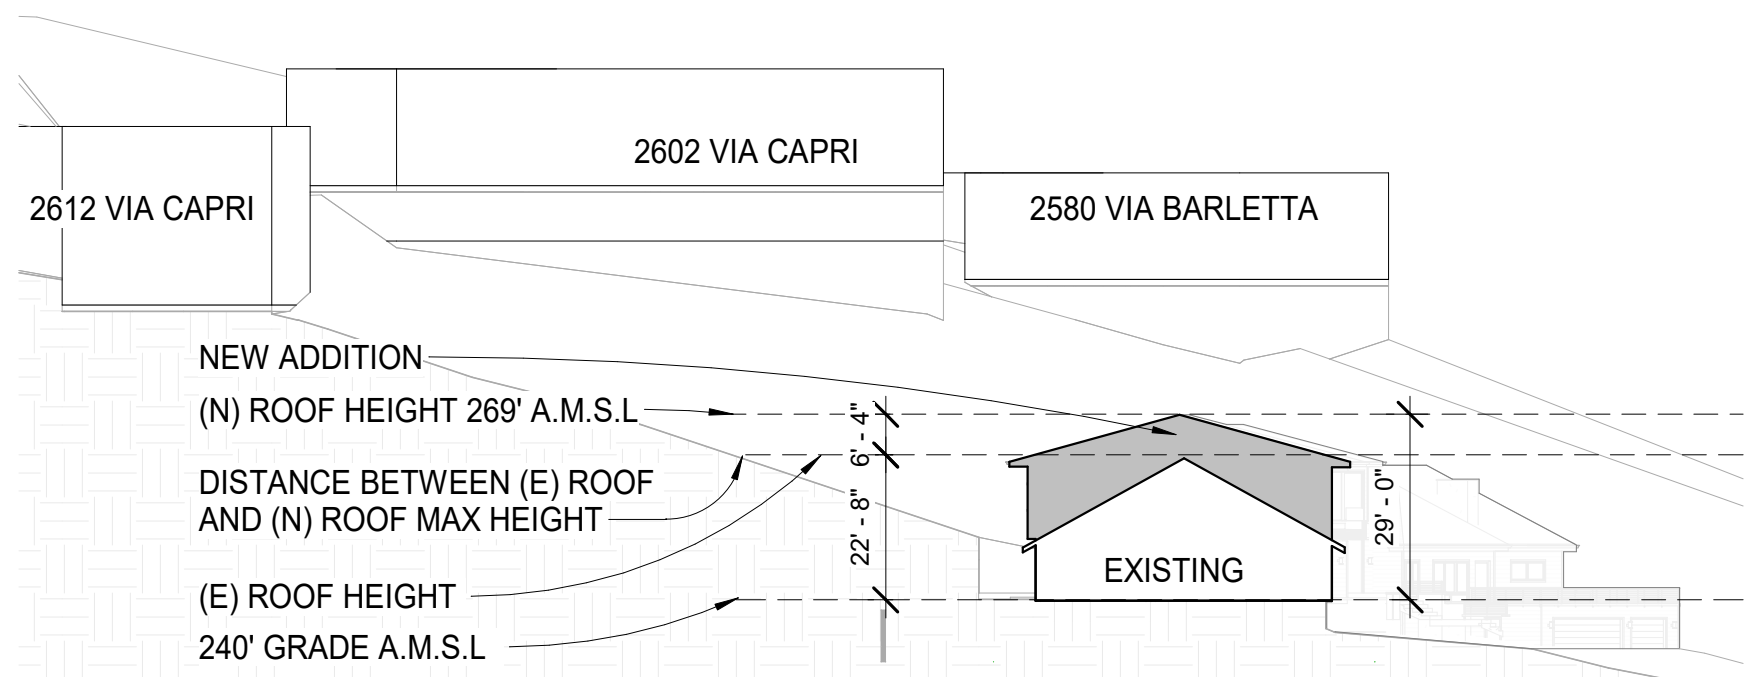 2602 VIA CAPRI
2612 VIA CAPRI
2580 VIA BARLETTA
NEW ADDITION
(N) ROOF HEIGHT 269' A.M.S.L
6' - 4"
DISTANCE BETWEEN (E) ROOF
AND (N) ROOF MAX HEIGHT
22' - 8"
29' - 0"
EXISTING
(E) ROOF HEIGHT
240' GRADE A.M.S.L